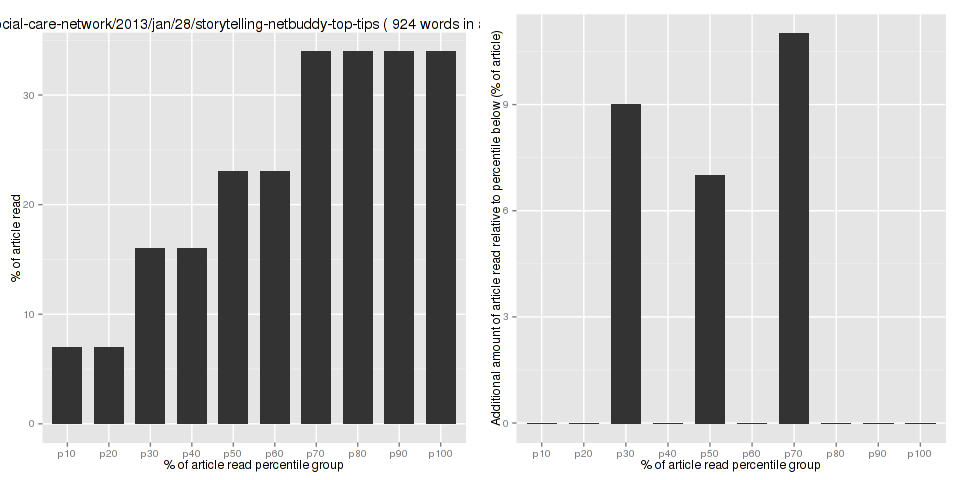 ocial-care-network/2013/jan/28/storytelling-netbuddy-top-tips ( 924 words in
% of article read
30
20
10
0
p10 p20 p30 p40 p50 p60 p70 p80 p90 p100
% of article read percentile group
Additional amount of article read relative to percentile below (% of article)
9
6
3
0
p10 p20 p30 p40 p50 p60 p70 p80 p90 p100
% of article read percentile group